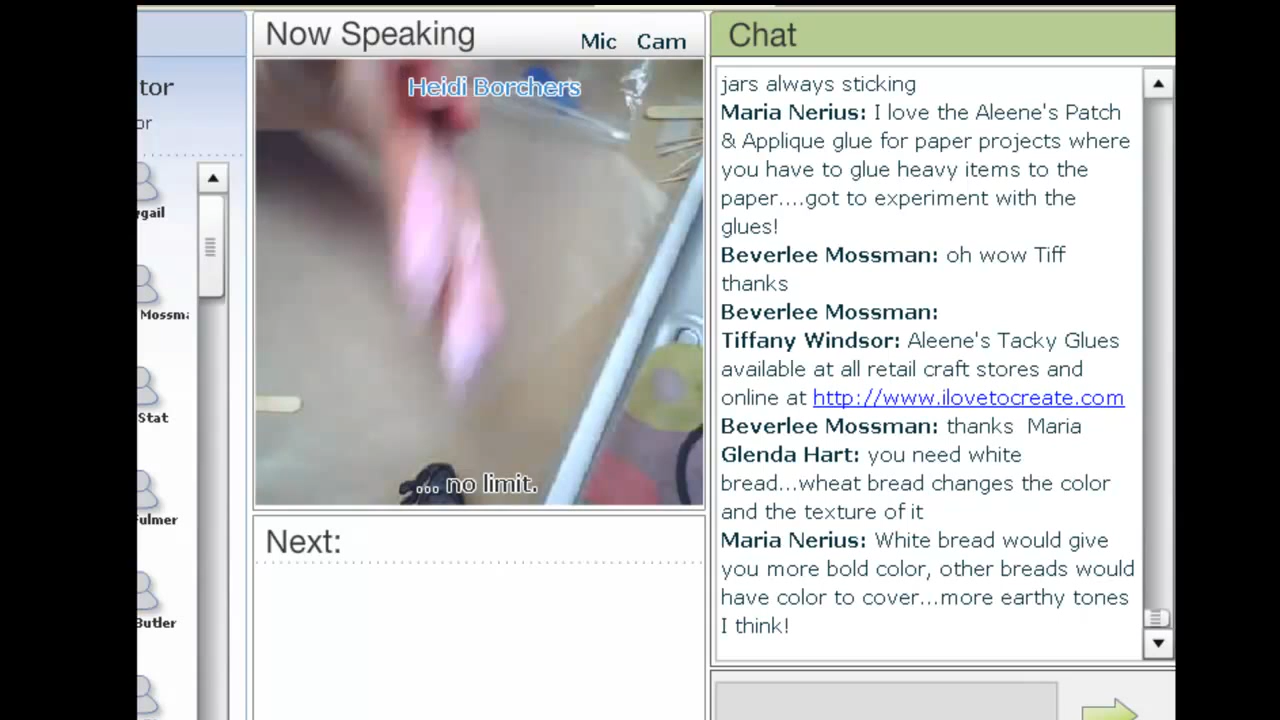 tor
or
ygail
Mossma
Stat
Fulmer
Butler
Now Speaking
Mic Cam
Heidi Borchers
... no limit.
Next:
Chat
jars always sticking
Maria Nerius: I love the Aleene's Patch
& Applique glue for paper projects where
you have to glue heavy items to the
paper....got to experiment with the
glues!
Beverlee Mossman: oh wow Tiff
thanks
Beverlee Mossman:
Tiffany Windsor: Aleene's Tacky Glues
available at all retail craft stores and
online at http://www.ilovetocreate.com
Beverlee Mossman: thanks Maria
Glenda Hart: you need white
bread...wheat bread changes the color
and the texture of it
Maria Nerius: White bread would give
you more bold color, other breads would
have color to cover...more earthy tones
I think!